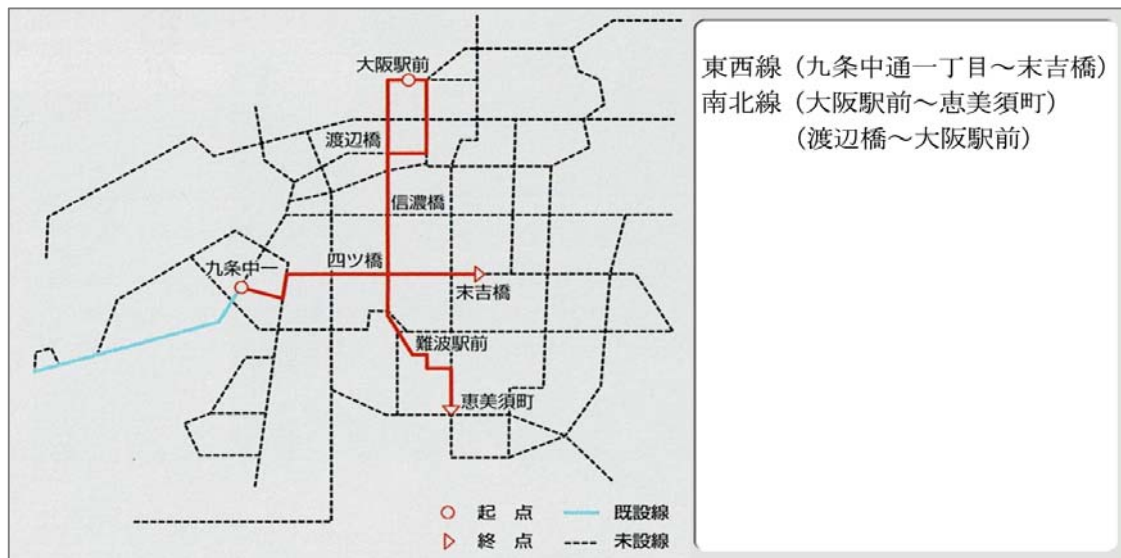 大阪駅前
渡辺橋
信濃橋
九条中一
四ツ橋
末吉橋
難波駅前
恵美須町
起 点
既設線
終 点
未設線
東西線（九条中通一丁目～末吉橋）
南北線（大阪駅前～恵美須町）
（渡辺橋～大阪駅前）